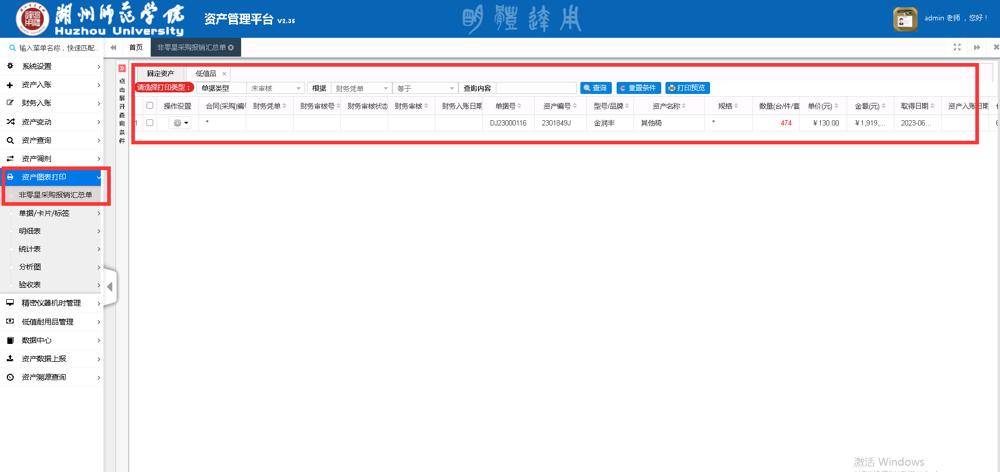 湖州师范学院
Huzhou University
资产管理平台 V2.35
明體達用
admin 老师 ，您好！
输入菜单名称，快速匹配...
首页
非零星采购报销汇总单
系统设置
资产入账
财务入账
资产变动
资产查询
资产调剂
资产图表打印
非零星采购报销汇总单
单据/卡片/标签
明细表
统计表
分析图
验收表
精密仪器机时管理
低值耐用品管理
数据中心
资产数据上报
资产溯源查询
点击展开查询条件
固定资产 低值品
请选择打印类型： 单据类型 未审核 根据 财务凭单 等于 查询内容 查询 重置条件 打印预览
操作设置 合同(采购)编号 财务凭单 财务审核号 财务审核状态 财务审核 财务入账日期 单据号 资产编号 型号/品牌 资产名称 规格 数量(台/件/套 单价(元) 金额(元) 取得日期 资产入账日期
1 * DJ23000116 2301849J 金润丰 其他椅 * 474 ￥130.00 ￥1,919,... 2023-06...
激活 Windows